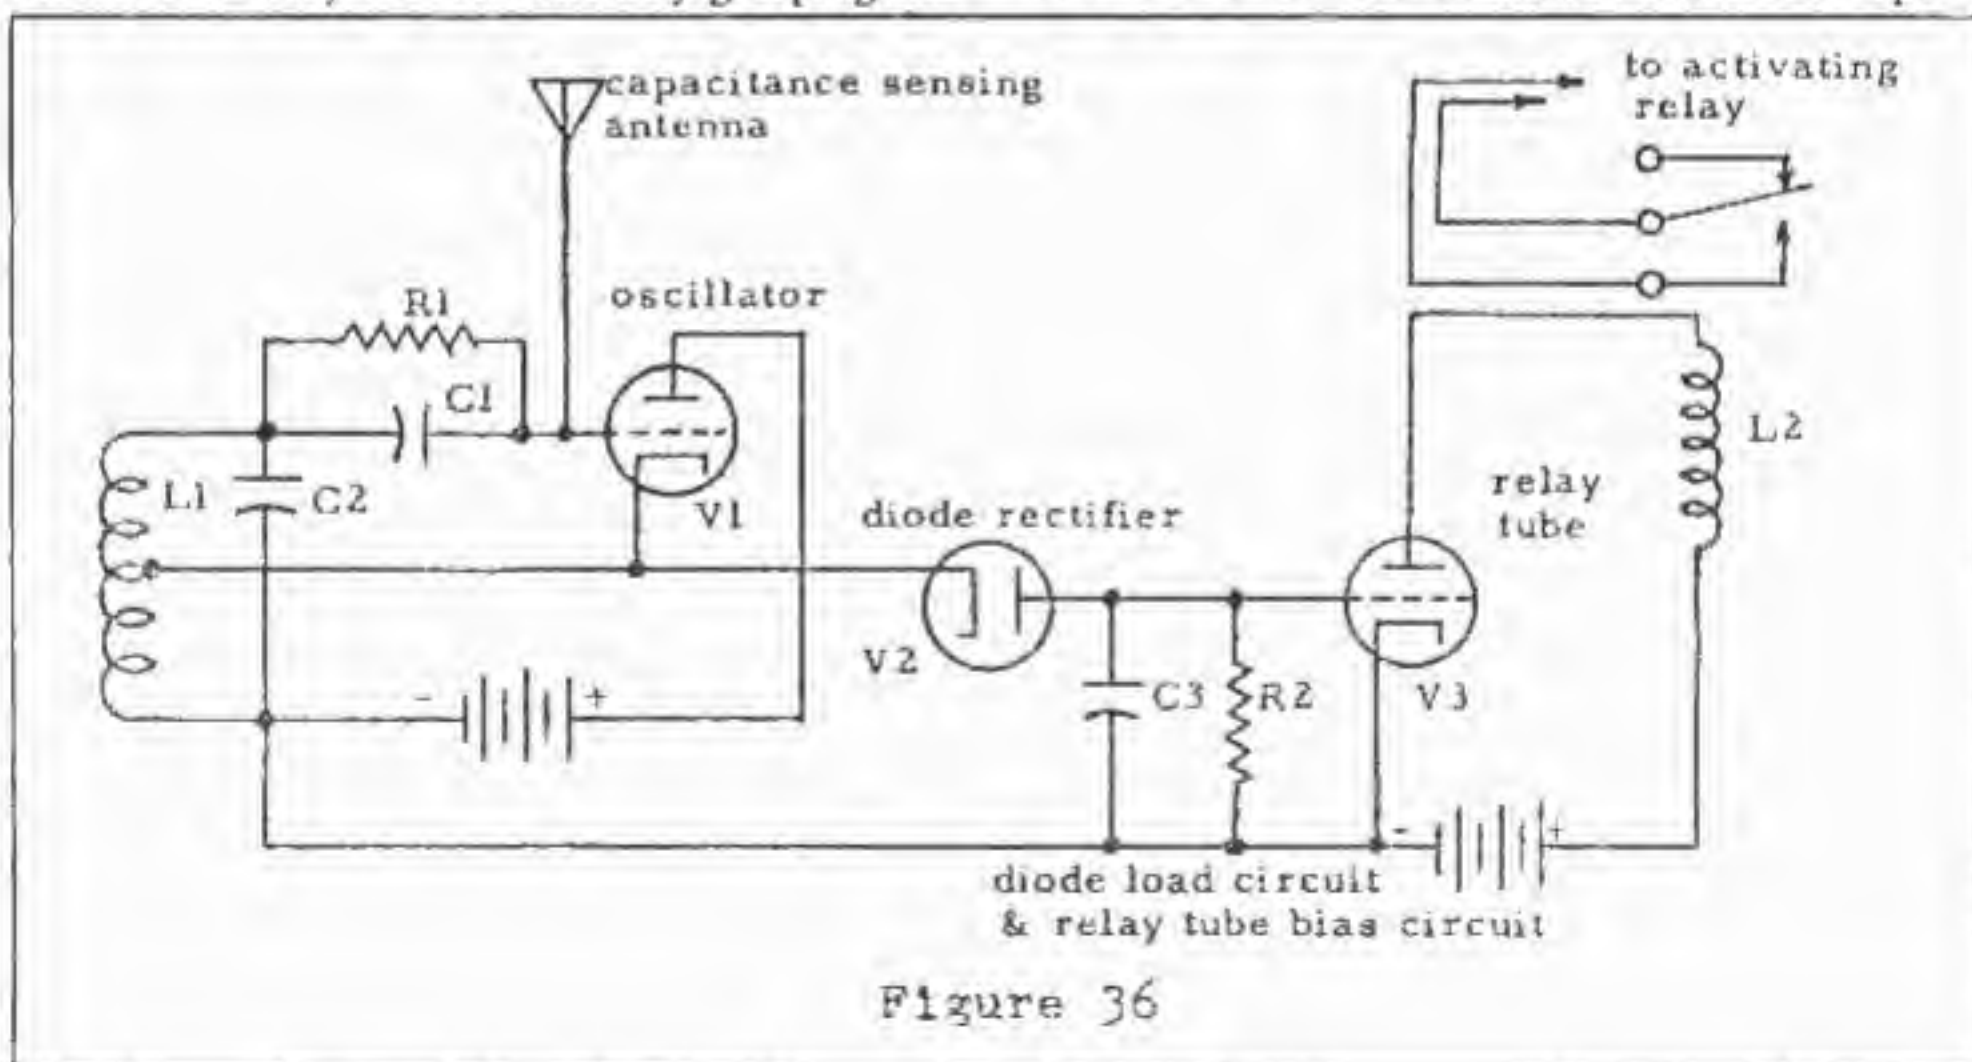 capacitance sensing
antenna
to activating
relay
R1
oscillator
C1
L1
C2
V1
diode rectifier
relay
tube
L2
V2
C3
R2
V3
-
+
-
+
diode load circuit
& relay tube bias circuit
Figure 36